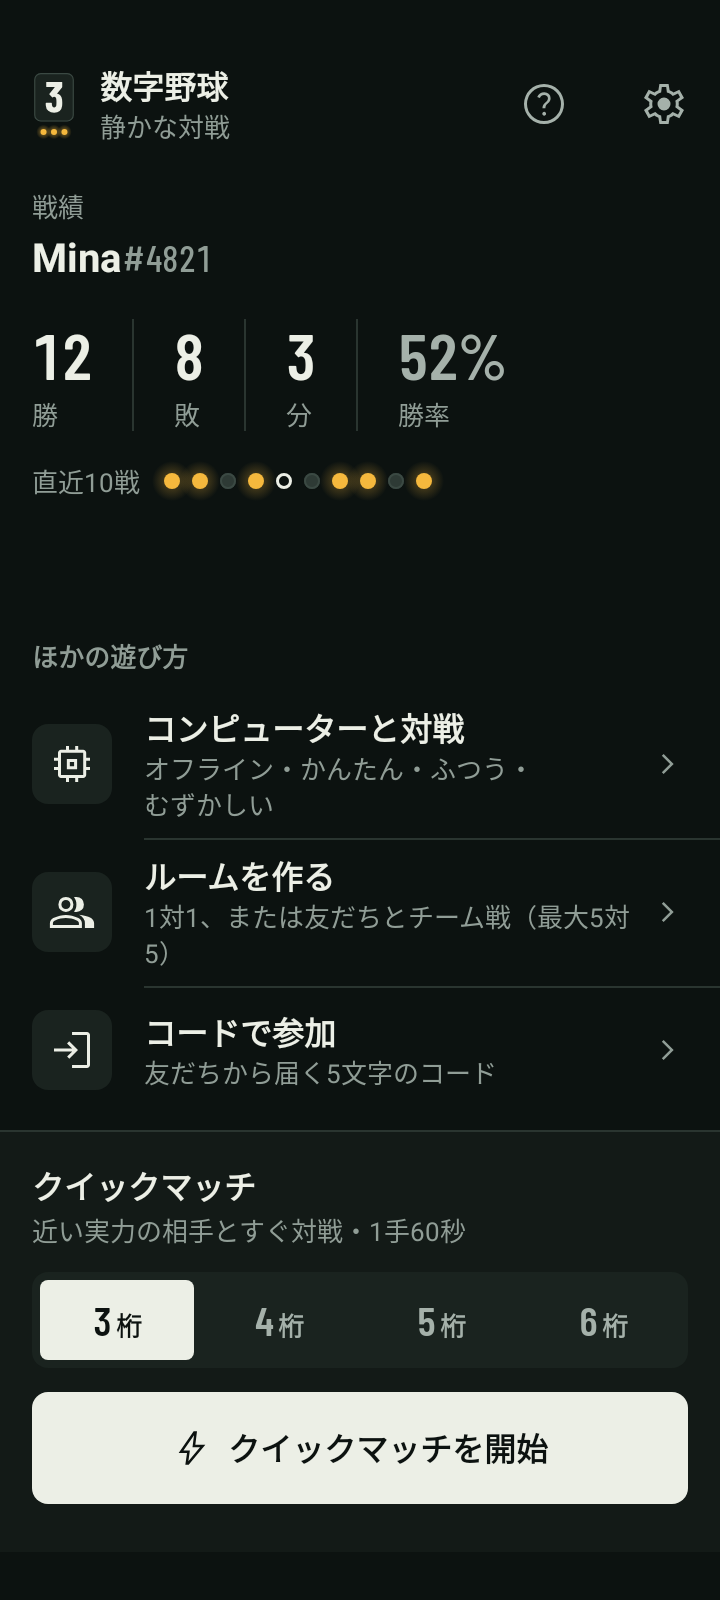 3
数字野球
静かな対戦
戦績
Mina#4821
12
勝
8
敗
3
分
52%
勝率
直近10戦
ほかの遊び方
コンピューターと対戦
オフライン・かんたん・ふつう・
むずかしい
ルームを作る
1対1、または友だちとチーム戦（最大5対
5）
コードで参加
友だちから届く5文字のコード
クイックマッチ
近い実力の相手とすぐ対戦・1手60秒
3桁
4桁
5桁
6桁
クイックマッチを開始